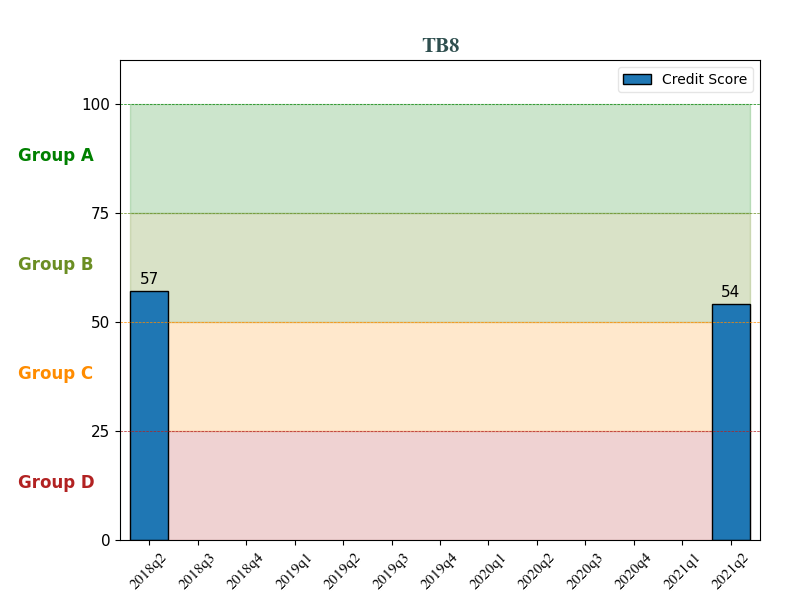 TB8
Credit Score
100
Group A
75
Group B
57
54
50
Group C
25
Group D
0
2018q2
2018q3
2018q4
2019q1
2019q2
2019q3
2019q4
2020q1
2020q2
2020q3
2020q4
2021q1
2021q2